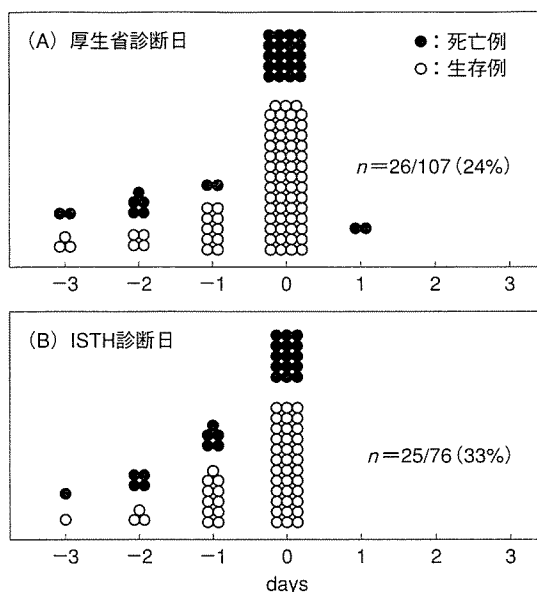 (A) 厚生省診断日
●：死亡例
○：生存例
n=26/107 (24%)
−3 −2 −1 0 1 2 3
(B) ISTH診断日
n=25/76 (33%)
−3 −2 −1 0 1 2 3
days